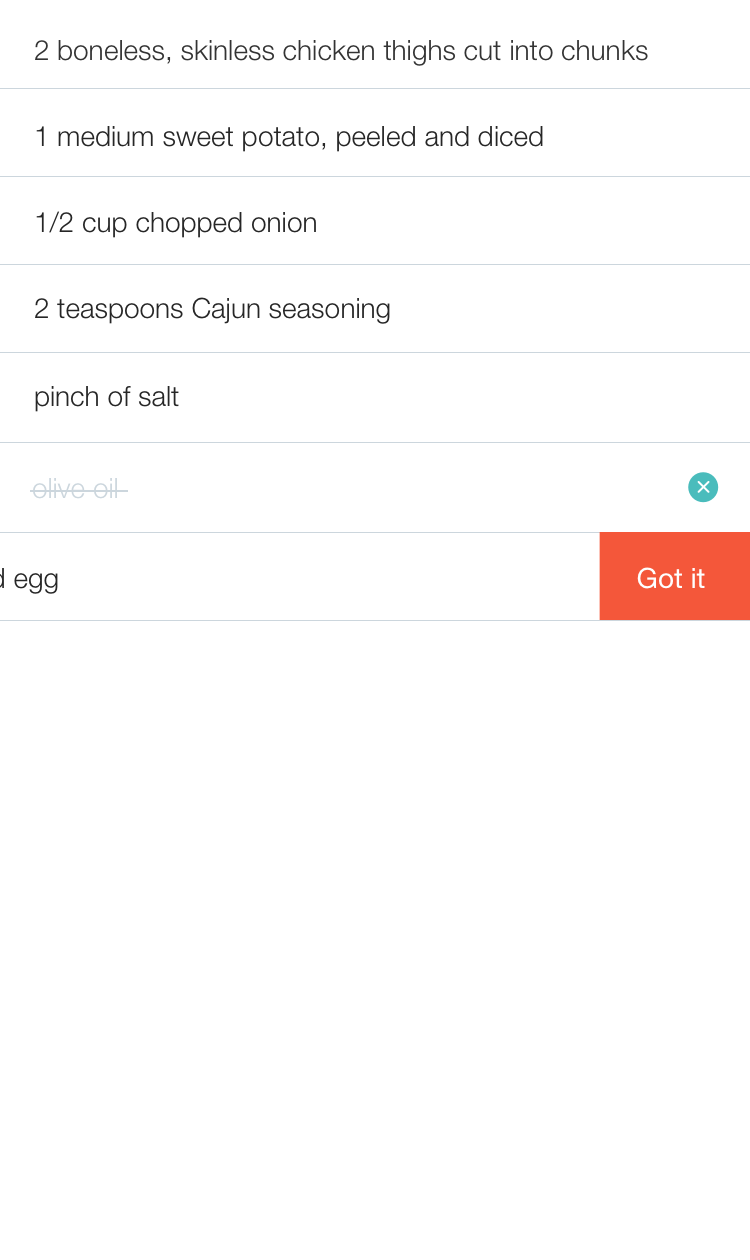 2 boneless, skinless chicken thighs cut into chunks
1 medium sweet potato, peeled and diced
1/2 cup chopped onion
2 teaspoons Cajun seasoning
pinch of salt
olive oil
egg
Got it